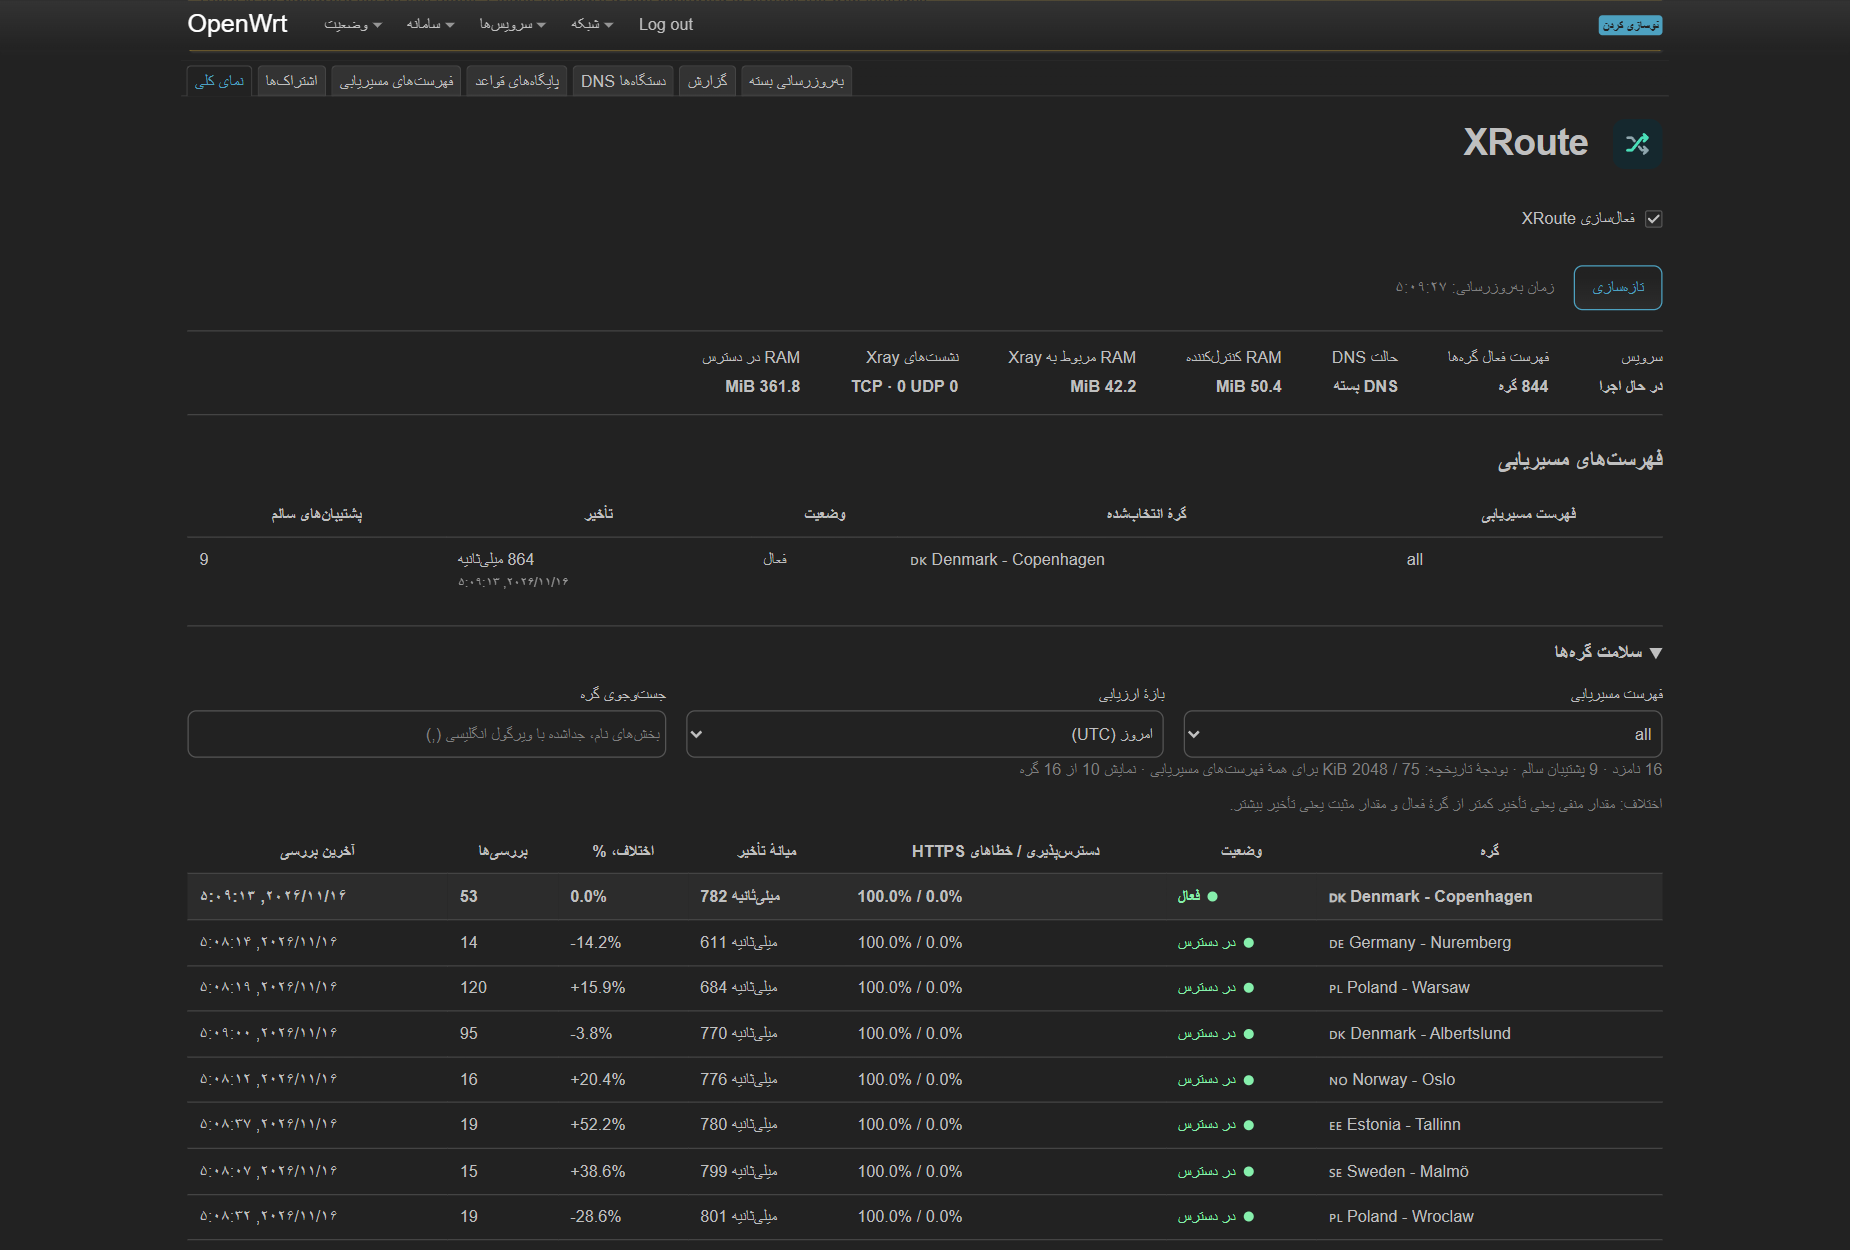 OpenWrt وضعیت سامانه سرویس‌ها شبکه Log out نوسازی کردن
نمای کلی اشتراک‌ها فهرست‌های مسیریابی پایگاه‌های قواعد دستگاه‌ها DNS گزارش به‌روزرسانی بسته
XRoute
فعال‌سازی XRoute
تازه‌سازی زمان به‌روزرسانی: ۵:۰۹:۲۷
سرویس فهرست فعال گره‌ها حالت DNS RAM کنترل‌کننده RAM مربوط به Xray نشست‌های Xray RAM در دسترس
در حال اجرا 844 گره DNS بسته 50.4 MiB 42.2 MiB TCP · 0 UDP 0 361.8 MiB
فهرست‌های مسیریابی
فهرست مسیریابی گرهٔ انتخاب‌شده وضعیت تأخیر پشتیبان‌های سالم
all DK Denmark - Copenhagen فعال 864 میلی‌ثانیه 9
۲۰۲۶/۱۱/۱۶, ۵:۰۹:۱۳
▼ سلامت گره‌ها
فهرست مسیریابی بازهٔ ارزیابی جست‌وجوی گره
all امروز (UTC) بخش‌های نام، جداشده با ویرگول انگلیسی (,)
16 نامزد · 9 پشتیبان سالم · بودجهٔ تاریخچه: 75 / 2048 KiB برای همهٔ فهرست‌های مسیریابی · نمایش 10 از 16 گره
اختلاف: مقدار منفی یعنی تأخیر کمتر از گرهٔ فعال و مقدار مثبت یعنی تأخیر بیشتر.
گره وضعیت دسترس‌پذیری / خطاهای HTTPS میانهٔ تأخیر اختلاف، % بررسی‌ها آخرین بررسی
DK Denmark - Copenhagen فعال 100.0% / 0.0% 782 میلی‌ثانیه 0.0% 53 ۲۰۲۶/۱۱/۱۶, ۵:۰۹:۱۳
DE Germany - Nuremberg در دسترس 100.0% / 0.0% 611 میلی‌ثانیه -14.2% 14 ۲۰۲۶/۱۱/۱۶, ۵:۰۸:۱۴
PL Poland - Warsaw در دسترس 100.0% / 0.0% 684 میلی‌ثانیه +15.9% 120 ۲۰۲۶/۱۱/۱۶, ۵:۰۸:۱۹
DK Denmark - Albertslund در دسترس 100.0% / 0.0% 770 میلی‌ثانیه -3.8% 95 ۲۰۲۶/۱۱/۱۶, ۵:۰۹:۰۰
NO Norway - Oslo در دسترس 100.0% / 0.0% 776 میلی‌ثانیه +20.4% 16 ۲۰۲۶/۱۱/۱۶, ۵:۰۸:۱۲
EE Estonia - Tallinn در دسترس 100.0% / 0.0% 780 میلی‌ثانیه +52.2% 19 ۲۰۲۶/۱۱/۱۶, ۵:۰۸:۳۷
SE Sweden - Malmö در دسترس 100.0% / 0.0% 799 میلی‌ثانیه +38.6% 15 ۲۰۲۶/۱۱/۱۶, ۵:۰۸:۰۷
PL Poland - Wroclaw در دسترس 100.0% / 0.0% 801 میلی‌ثانیه -28.6% 19 ۲۰۲۶/۱۱/۱۶, ۵:۰۸:۳۲